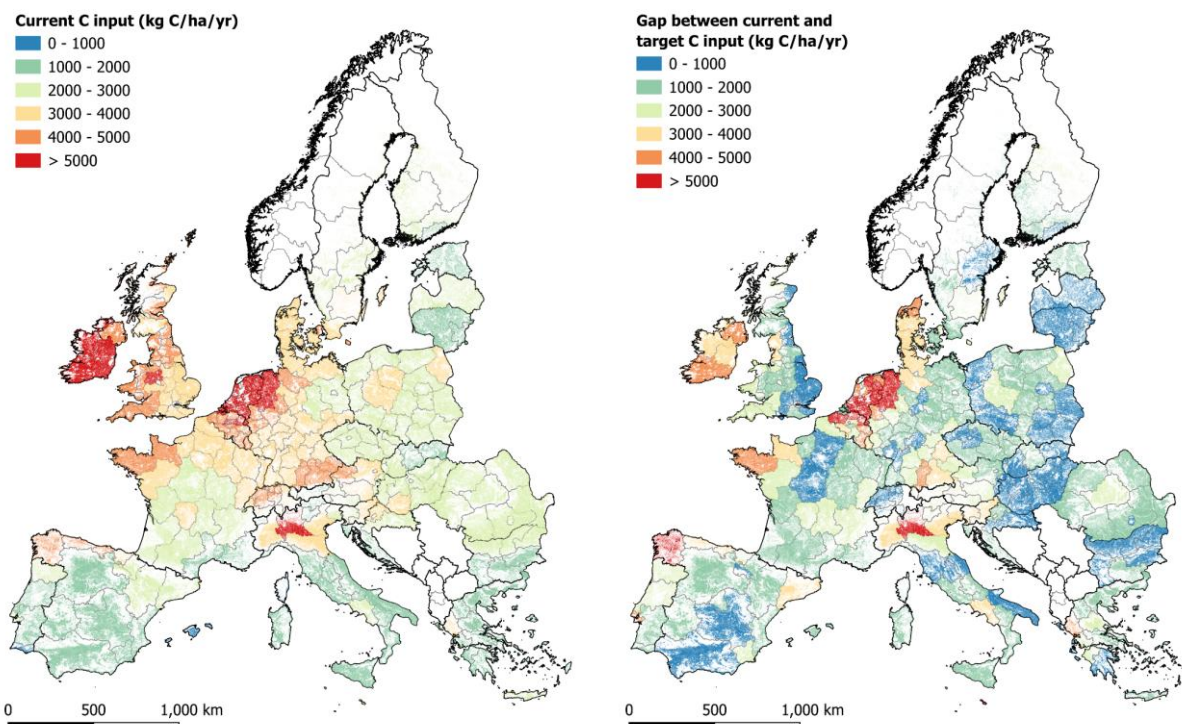 Current C input (kg C/ha/yr)
0 - 1000
1000 - 2000
2000 - 3000
3000 - 4000
4000 - 5000
> 5000
0 500 1,000 km
Gap between current and
target C input (kg C/ha/yr)
0 - 1000
1000 - 2000
2000 - 3000
3000 - 4000
4000 - 5000
> 5000
0 500 1,000 km